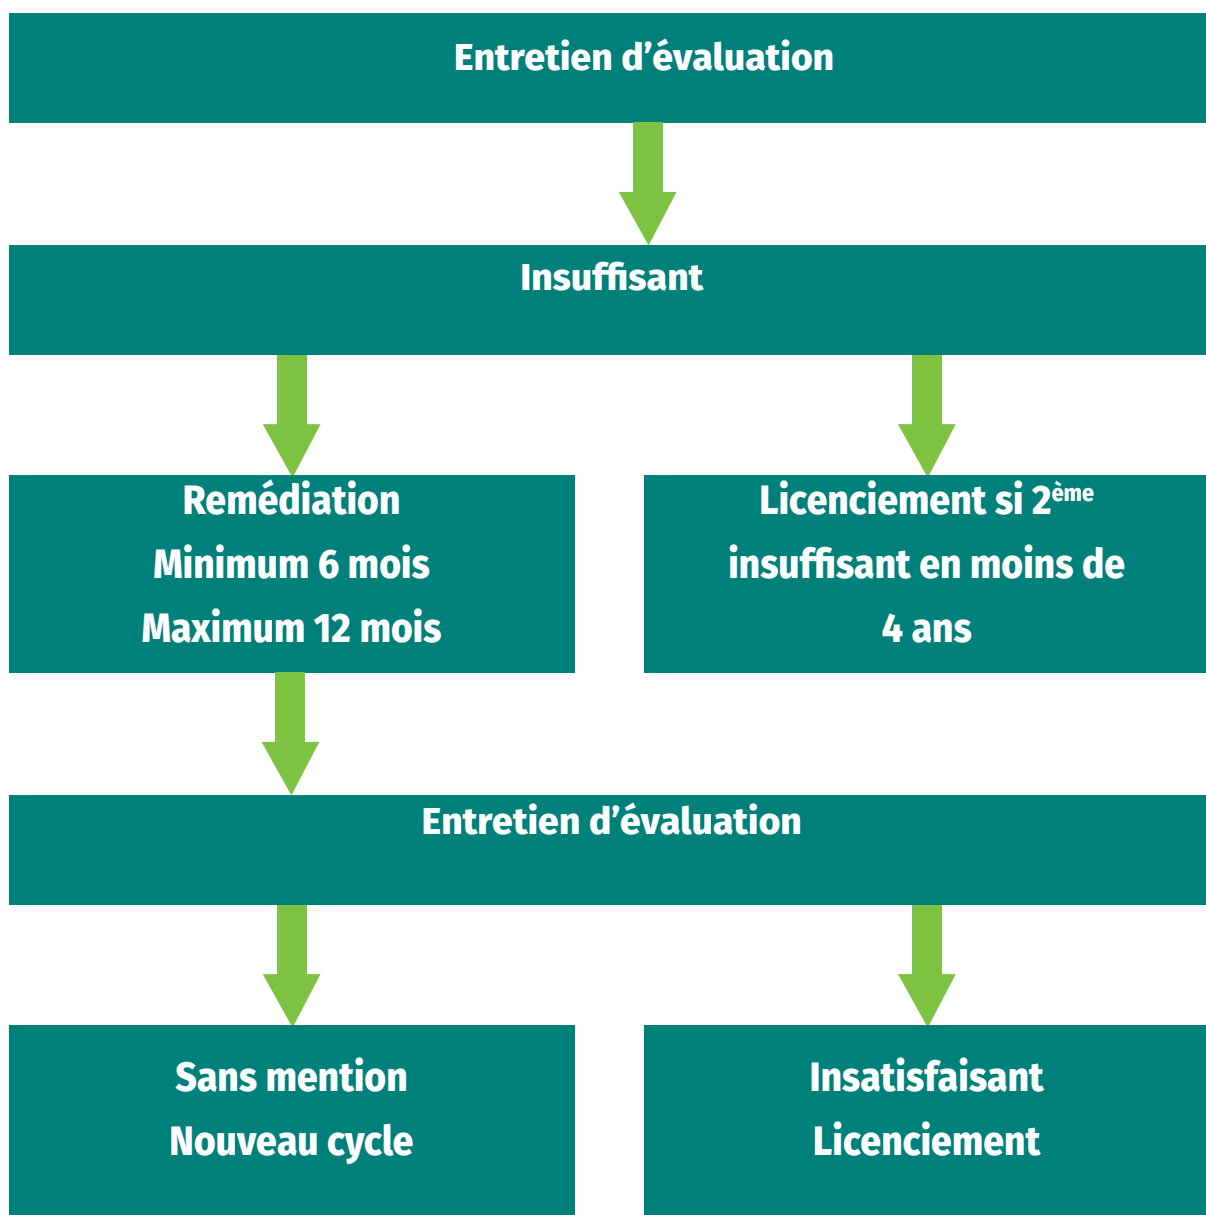 Entretien d’évaluation
Insuffisant
Remédiation
Minimum 6 mois
Maximum 12 mois
Licenciement si 2ème
insuffisant en moins de
4 ans
Entretien d’évaluation
Sans mention
Nouveau cycle
Insatisfaisant
Licenciement